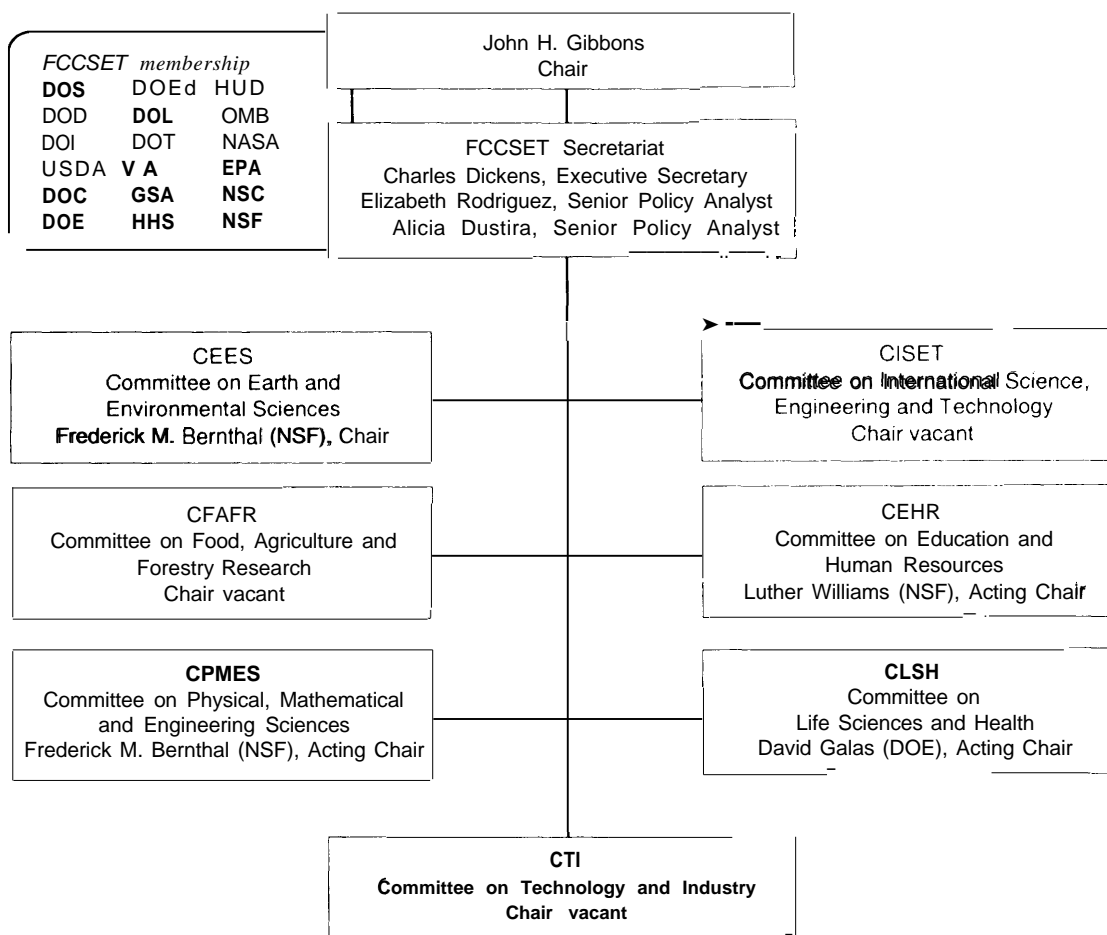 John H. Gibbons
Chair
FCCSET membership
DOS DOEd HUD
DOD DOL OMB
DOI DOT NASA
USDA V A EPA
DOC GSA NSC
DOE HHS NSF
FCCSET Secretariat
Charles Dickens, Executive Secretary
Elizabeth Rodriguez, Senior Policy Analyst
Alicia Dustira, Senior Policy Analyst
CEES
Committee on Earth and
Environmental Sciences
Frederick M. Bernthal (NSF), Chair
CISET
Committee on International Science,
Engineering and Technology
Chair vacant
CFAFR
Committee on Food, Agriculture and
Forestry Research
Chair vacant
CEHR
Committee on Education and
Human Resources
Luther Williams (NSF), Acting Chair
CPMES
Committee on Physical, Mathematical
and Engineering Sciences
Frederick M. Bernthal (NSF), Acting Chair
CLSH
Committee on
Life Sciences and Health
David Galas (DOE), Acting Chair
CTI
Committee on Technology and Industry
Chair vacant